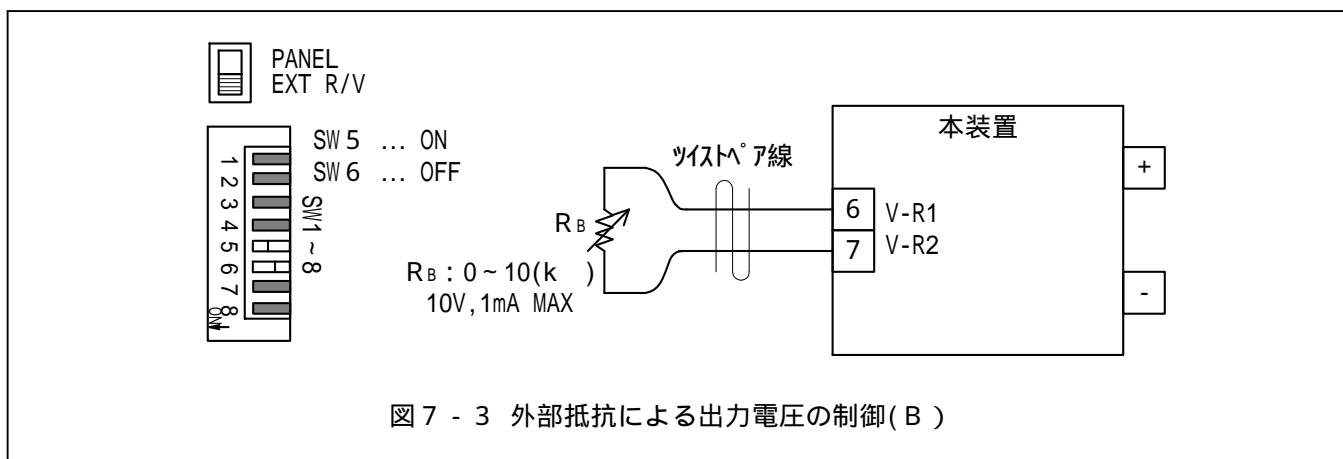 PANEL
EXT R/V
SW5 ... ON
SW6 ... OFF
1
2
3
4
5
6
7
8
ON
SW1~8
ツイストペア線
RB
RB:0~10(k )
10V,1mA MAX
本装置
6 V-R1
7 V-R2
+
-
図7-3 外部抵抗による出力電圧の制御(B)